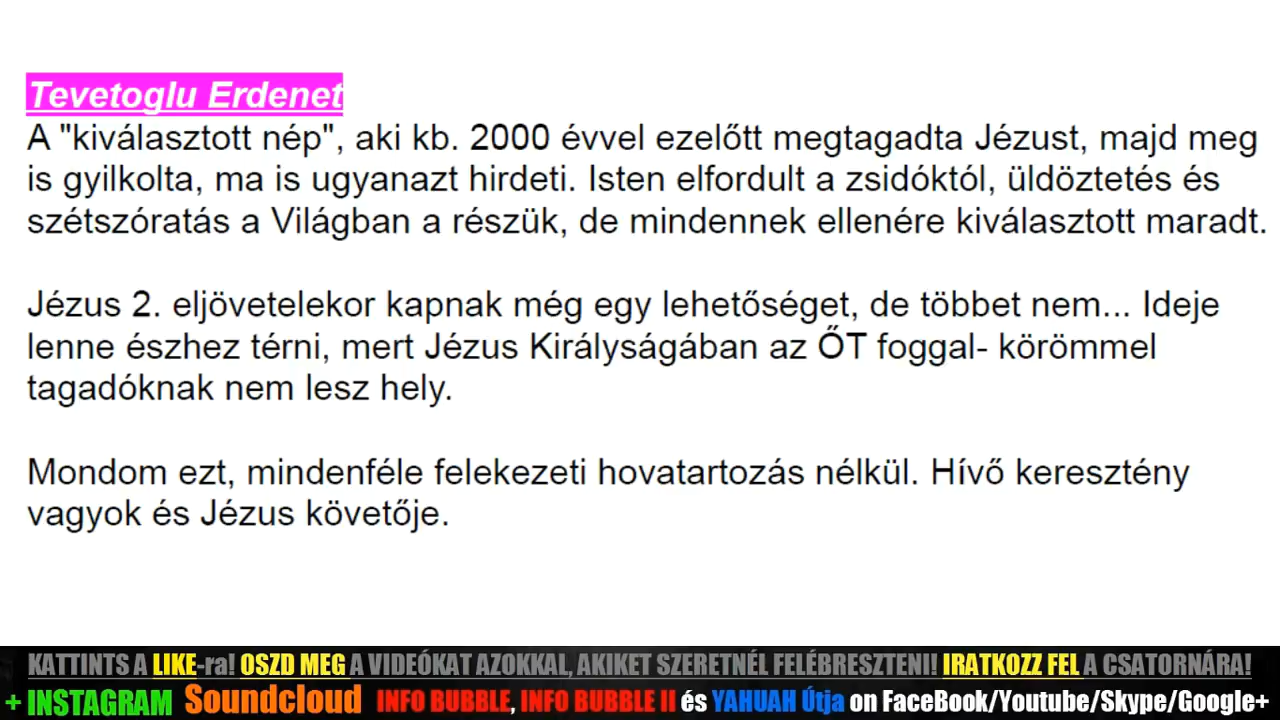 Tevetoglu Erdenet
A "kiválasztott nép", aki kb. 2000 évvel ezelőtt megtagadta Jézust, majd meg
is gyilkolta, ma is ugyanazt hirdeti. Isten elfordult a zsidóktól, üldöztetés és
szétszóratás a Világban a részük, de mindennek ellenére kiválasztott maradt.
Jézus 2. eljövetelekor kapnak még egy lehetőséget, de többet nem... Ideje
lenne észhez térni, mert Jézus Királyságában az ŐT foggal- körömmel
tagadóknak nem lesz hely.
Mondom ezt, mindenféle felekezeti hovatartozás nélkül. Hívő keresztény
vagyok és Jézus követője.
KATTINTS A LIKE-ra! OSZD MEG A VIDEÓKAT AZOKKAL, AKIKET SZERETNÉL FELÉBRESZTENI! IRATKOZZ FEL A CSATORNÁRA!
+ INSTAGRAM Soundcloud INFO BUBBLE, INFO BUBBLE II és YAHUAH Útja on FaceBook/Youtube/Skype/Google+